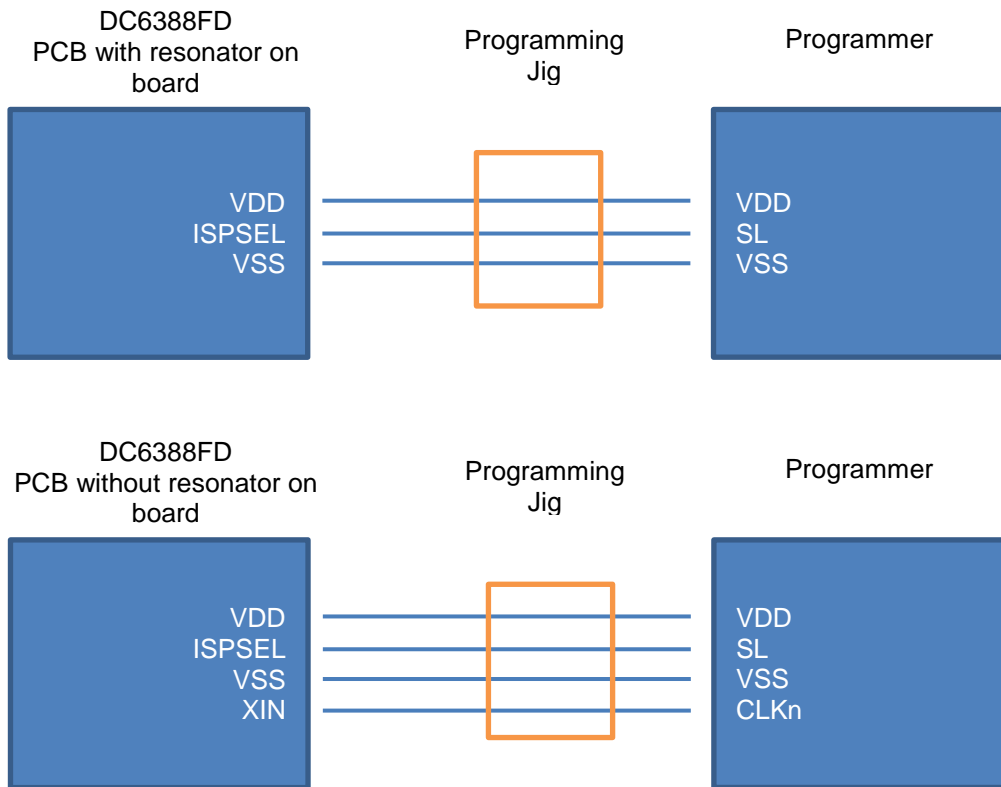 DC6388FD
PCB with resonator on
board
Programming
Jig
Programmer
VDD
ISPSEL
VSS
VDD
SL
VSS
DC6388FD
PCB without resonator on
board
Programming
Jig
Programmer
VDD
ISPSEL
VSS
XIN
VDD
SL
VSS
CLKn